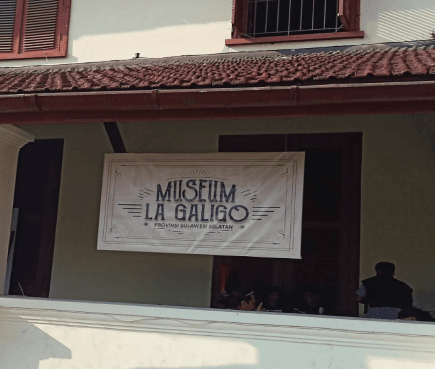 MUSEUM
LA GALIGO
PROVINSI SULAWESI SELATAN